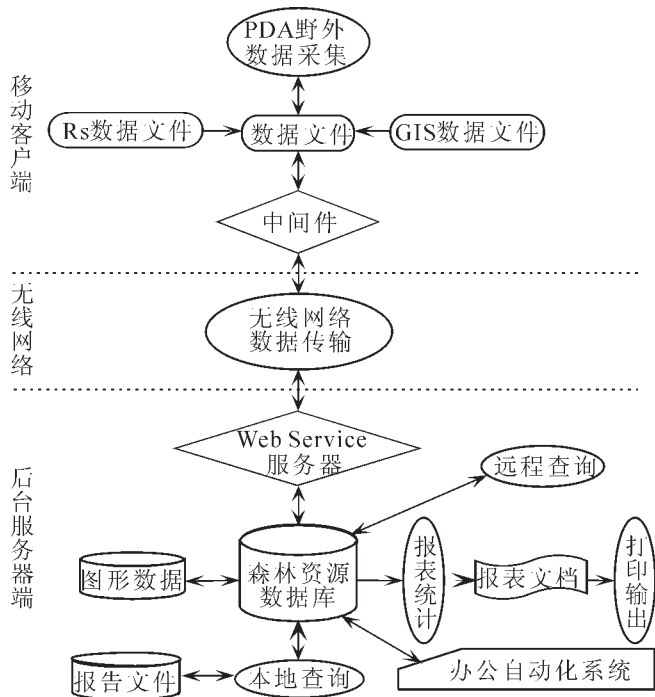 PDA野外
数据采集
移动客户端
Rs数据文件
数据文件
GIS数据文件
中间件
无线网络
无线网络
数据传输
Web Service
服务器
远程查询
后台服务器端
图形数据
森林资源
数据库
报表统计
报表文档
打印输出
报告文件
本地查询
办公自动化系统